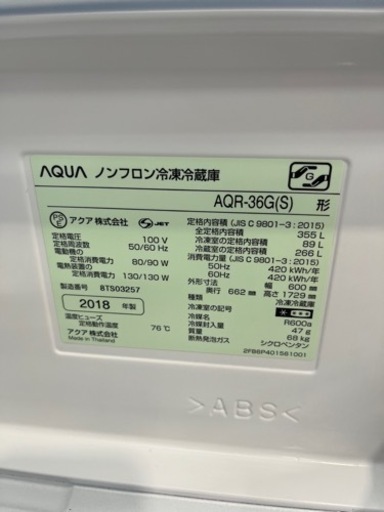 AQUA ノンフロン冷凍冷蔵庫
AQR-36G(S) 形
PS E アクア株式会社 S JET
定格電圧 100 V
定格周波数 50/60 Hz
電動機の
定格消費電力 80/90 W
電熱装置の
定格消費電力 130/130 W
製造番号 BTS03257
2018 年製
温度ヒューズ
定格動作温度 76℃
アクア株式会社
Made in Thailand
G
定格内容積 (JIS C 9801-3:2015)
全定格内容積 355 L
冷凍室の定格内容積 89 L
冷蔵室の定格内容積 266 L
消費電力量 (JIS C 9801-3:2015)
50Hz 420 kWh/年
60Hz 420 kWh/年
外形寸法 幅 600
奥行 662 mm 高さ 1729 mm
種類 冷凍冷蔵庫
冷凍室の記号
冷媒名 R600a
冷媒封入量 47 g
質量 68 kg
断熱発泡ガス シクロペンタン
2FB6P401561001
>ABS<